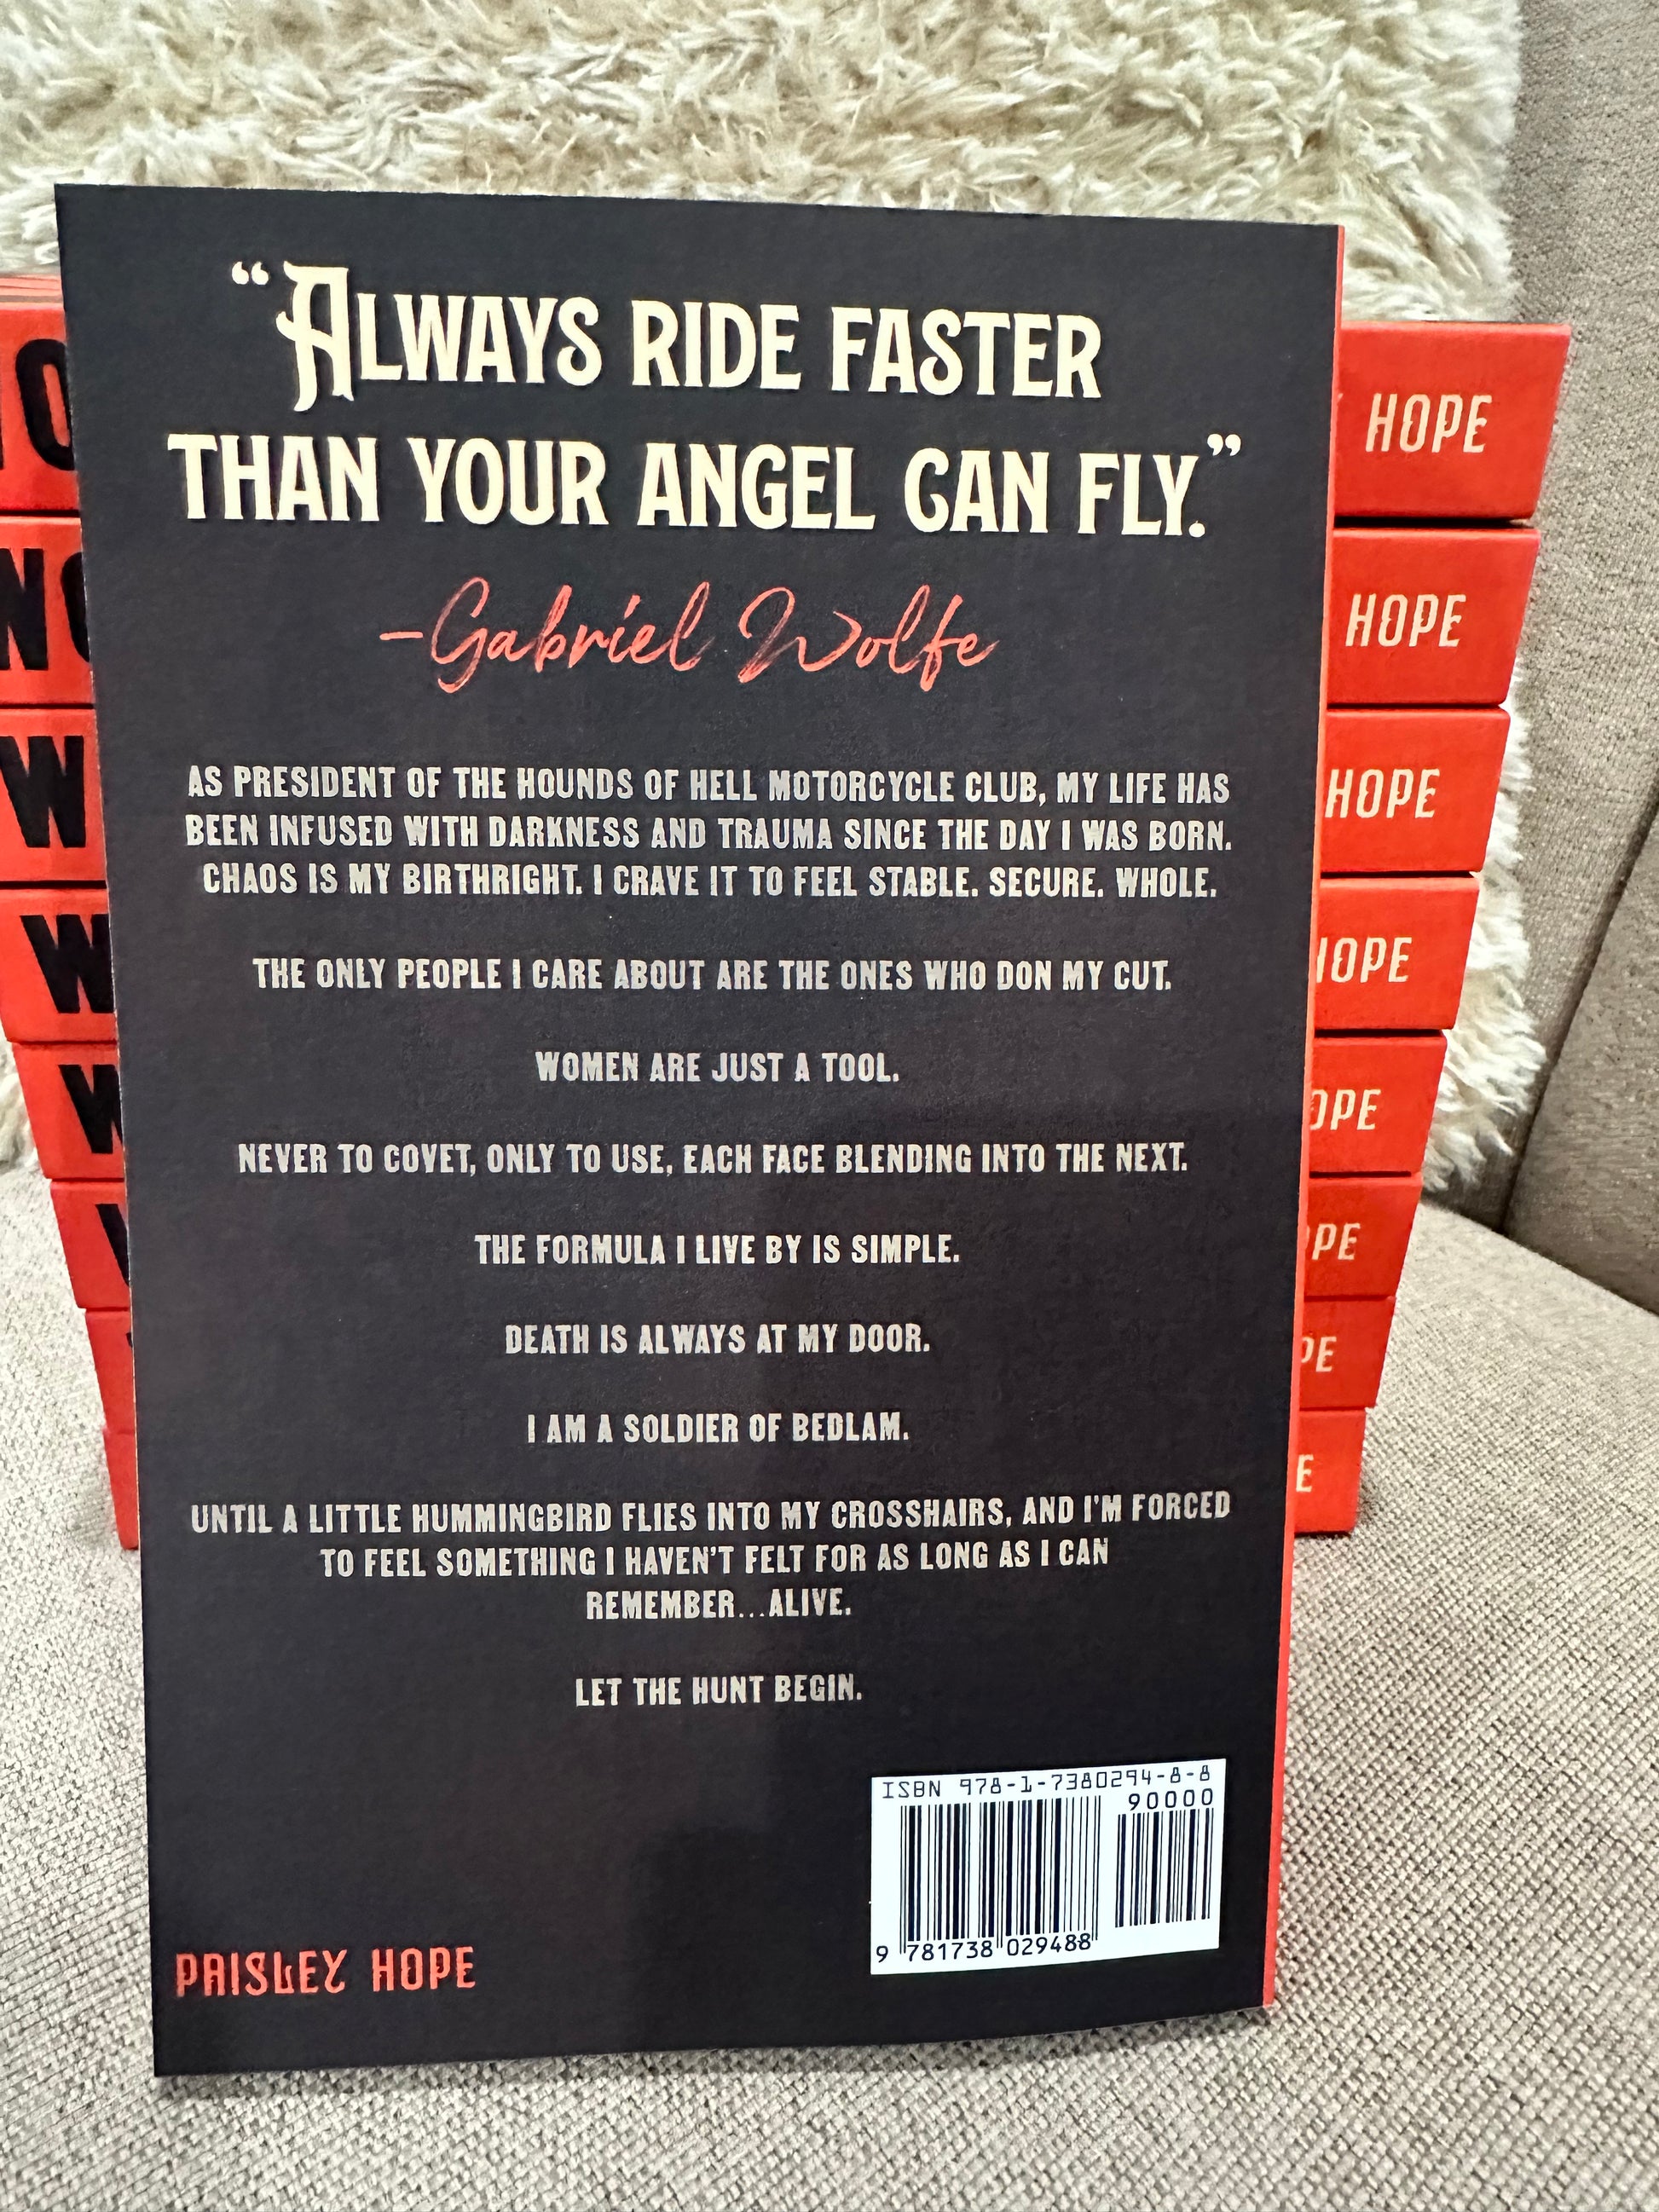 “ALWAYS RIDE FASTER
THAN YOUR ANGEL CAN FLY.”
–Gabriel Wolfe
AS PRESIDENT OF THE HOUNDS OF HELL MOTORCYCLE CLUB, MY LIFE HAS
BEEN INFUSED WITH DARKNESS AND TRAUMA SINCE THE DAY I WAS BORN.
CHAOS IS MY BIRTHRIGHT. I CRAVE IT TO FEEL STABLE. SECURE. WHOLE.
THE ONLY PEOPLE I CARE ABOUT ARE THE ONES WHO DON MY CUT.
WOMEN ARE JUST A TOOL.
NEVER TO COVET, ONLY TO USE, EACH FACE BLENDING INTO THE NEXT.
THE FORMULA I LIVE BY IS SIMPLE.
DEATH IS ALWAYS AT MY DOOR.
I AM A SOLDIER OF BEDLAM.
UNTIL A LITTLE HUMMINGBIRD FLIES INTO MY CROSSHAIRS, AND I'M FORCED
TO FEEL SOMETHING I HAVEN'T FELT FOR AS LONG AS I CAN
REMEMBER...ALIVE.
LET THE HUNT BEGIN.
ISBN 978-1-7380294-8-8
90000
9 781738 029488
PAISLEY HOPE
HOPE
HOPE
HOPE